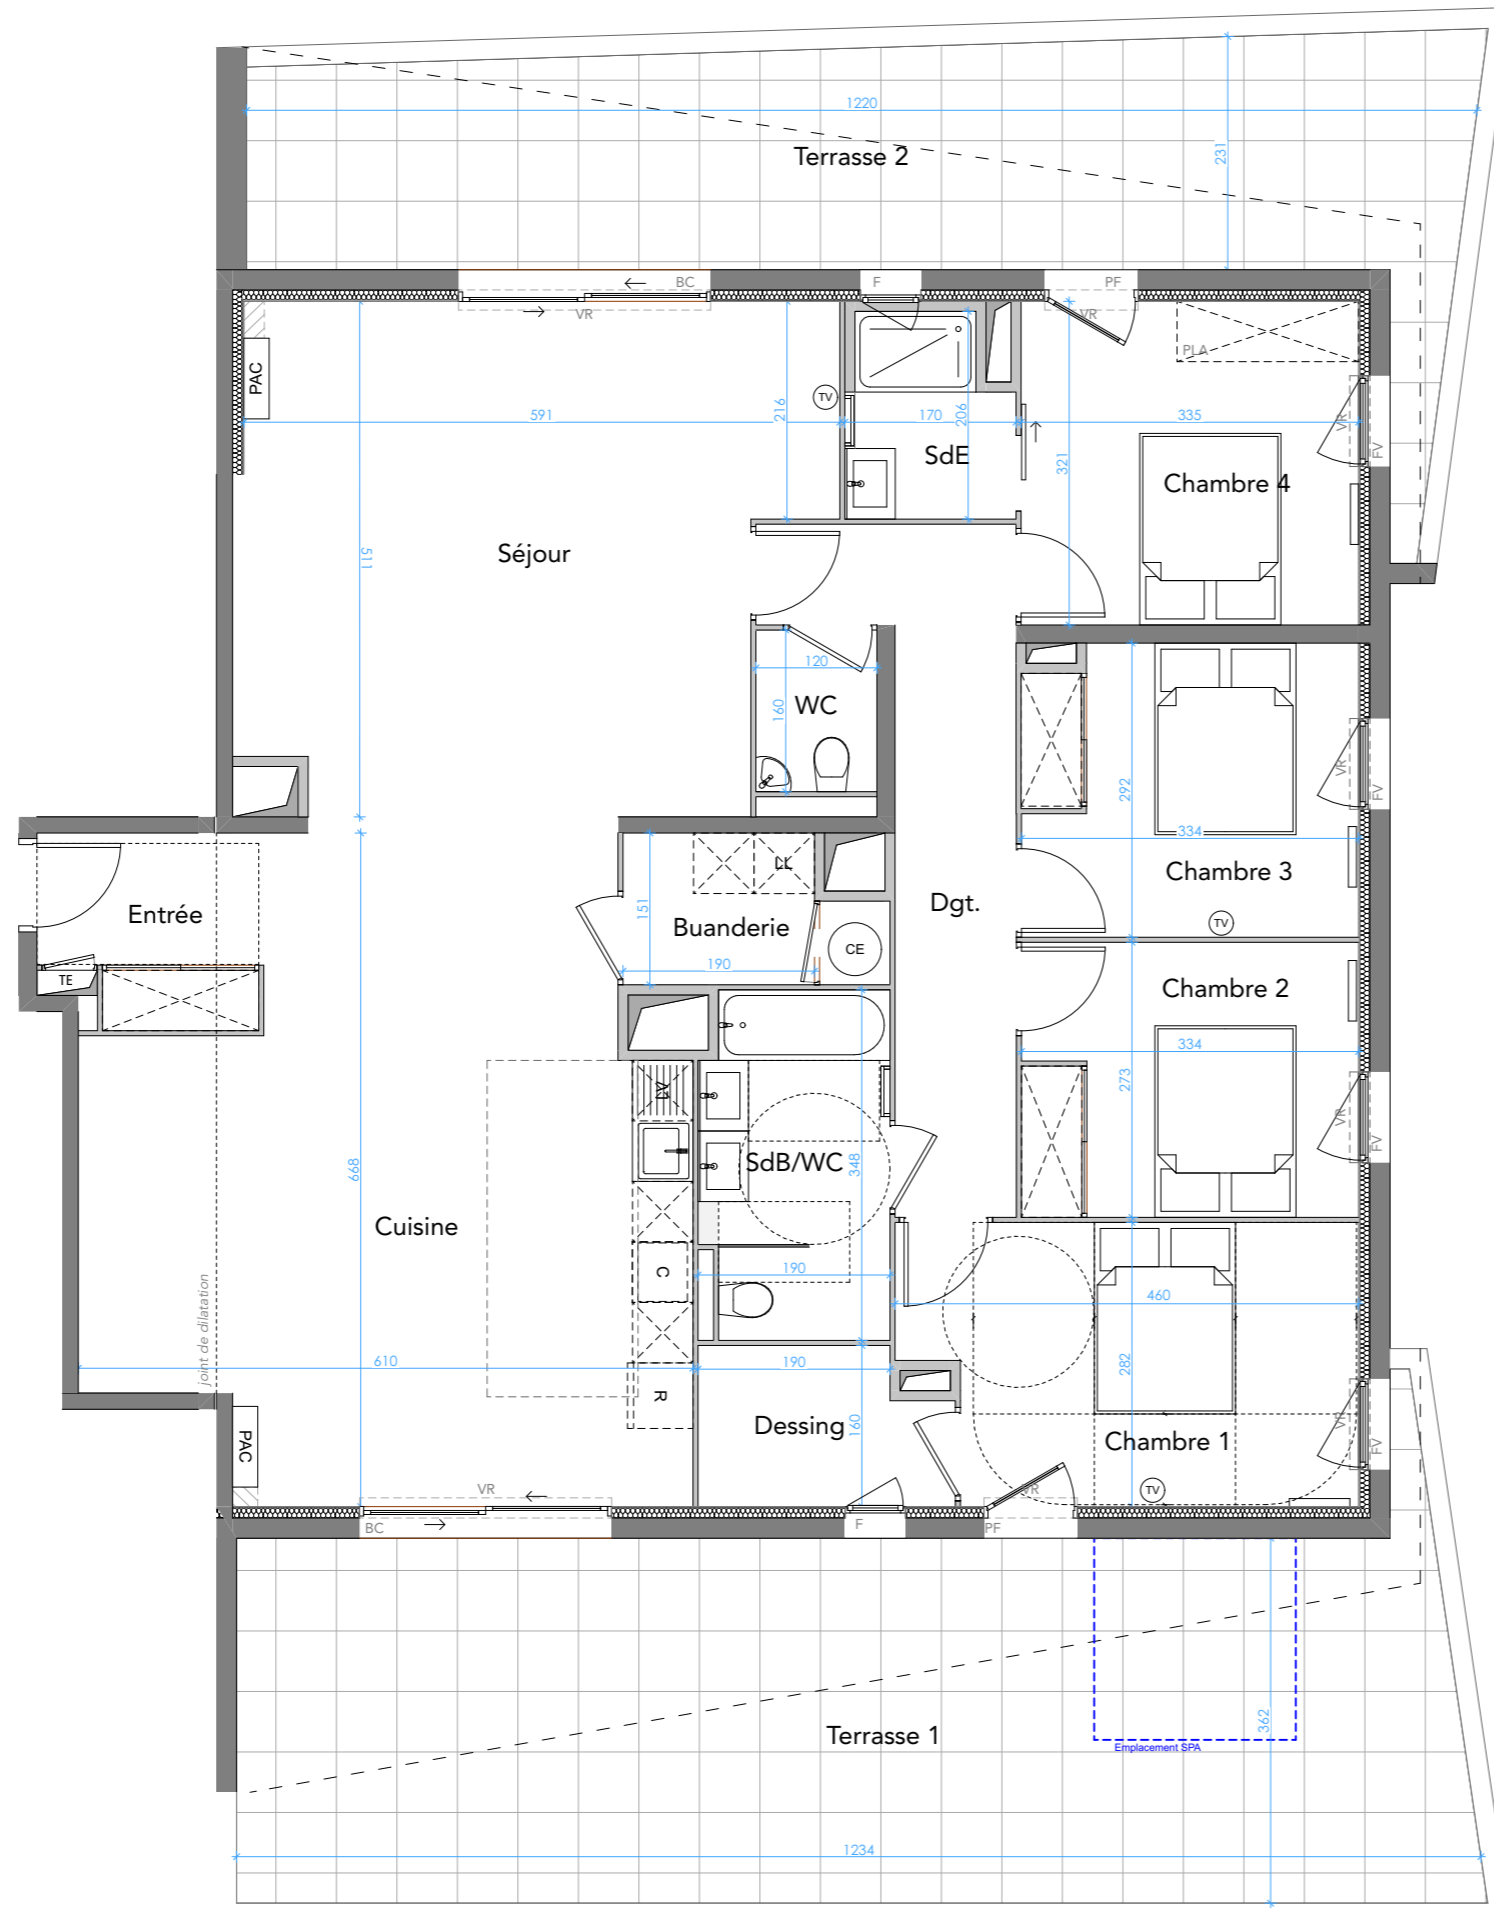 1220
Terrasse 2
231
BC
F
PF
VR
VR
PLA
PAC
TV
591
216
170
206
335
VR
FV
321
SdE
Chambre 4
511
Séjour
120
WC
160
292
VR
FV
334
Chambre 3
TV
Entrée
TE
LL
151
Buanderie
190
CE
Dgt.
Chambre 2
334
273
VR
FV
668
SdB/WC
348
Cuisine
C
190
460
joint de dilatation
610
190
282
R
Dessing
160
Chambre 1
VR
FV
PAC
VR
VR
TV
BC
F
PF
Terrasse 1
362
Emplacement SPA
1234